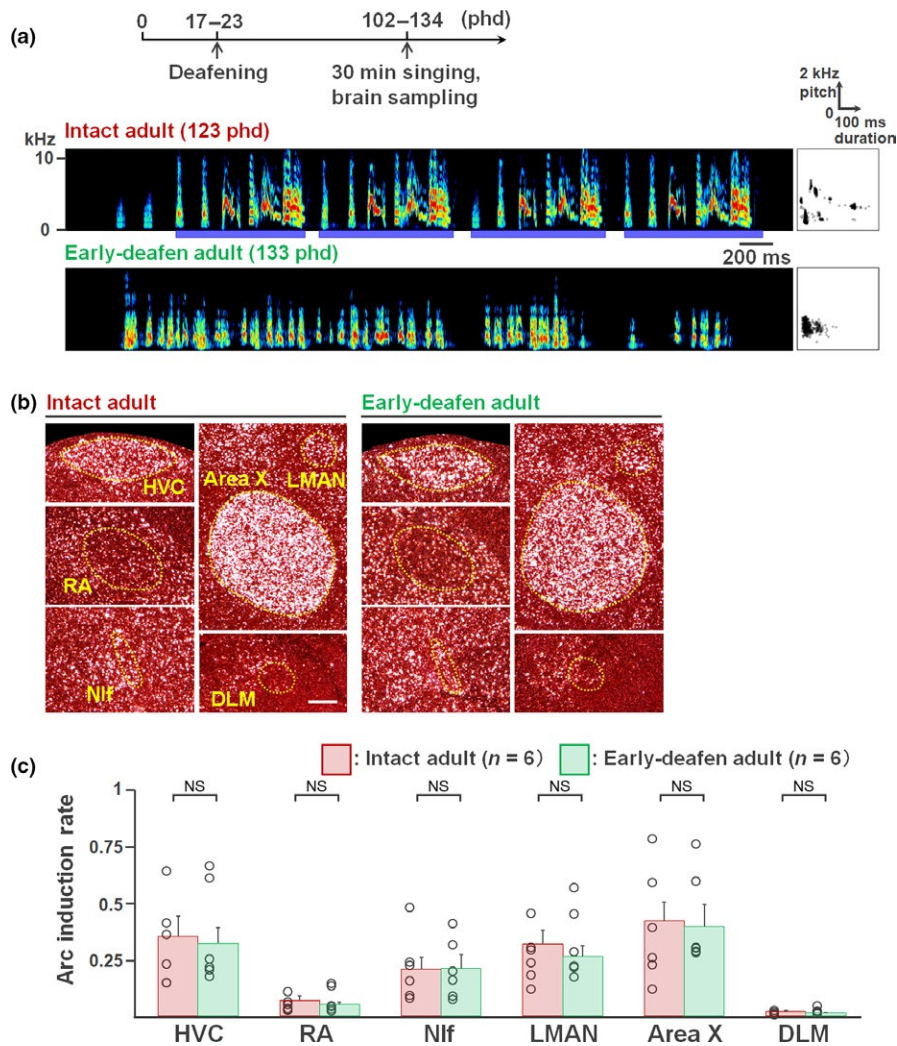 (a)
0 17–23 102–134 (phd)
Deafening
30 min singing,
brain sampling
2 kHz
pitch
0
100 ms
duration
Intact adult (123 phd)
kHz
10
0
Early-deafen adult (133 phd)
200 ms
(b)
Intact adult
Early-deafen adult
HVC
Area X
LMAN
RA
NIf
DLM
(c)
: Intact adult (n = 6)
: Early-deafen adult (n = 6)
Arc induction rate
1
0.75
0.5
0.25
NS NS NS NS NS NS
HVC RA NIf LMAN Area X DLM